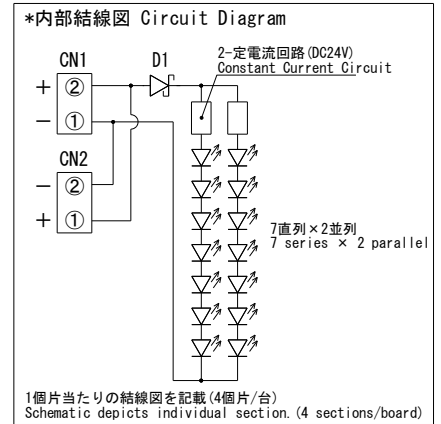 *内部結線図 Circuit Diagram
CN1
D1
2-定電流回路(DC24V)
Constant Current Circuit
+ ②
- ①
CN2
- ②
+ ①
7直列×2並列
7 series × 2 parallel
1個片当たりの結線図を記載(4個片/台)
Schematic depicts individual section.(4 sections/board)